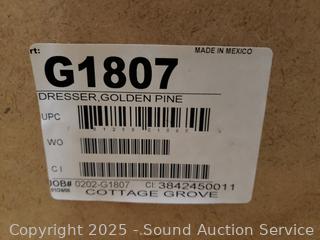 rt:
MADE IN MEXICO
G1807
DRESSER,GOLDEN PINE
UPC
WO
CI
JOB# 0202-G1807 CI: 3842450011
COTTAGE GROVE
Copyright © 2025 - Sound Auction Service